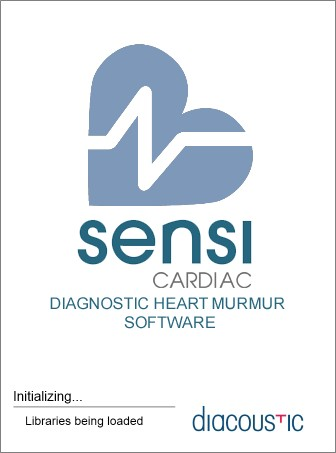 sensi
CARDIAC
DIAGNOSTIC HEART MURMUR
SOFTWARE
Initializing...
Libraries being loaded
diacoustic